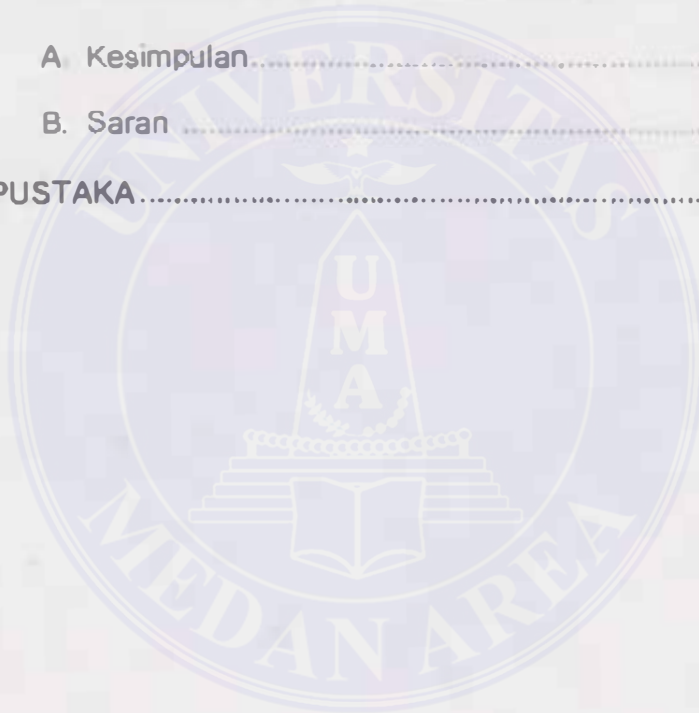 A. Kesimpulan
B. Saran
PUSTAKA
UNIVERSITAS
UMA
MEDAN AREA